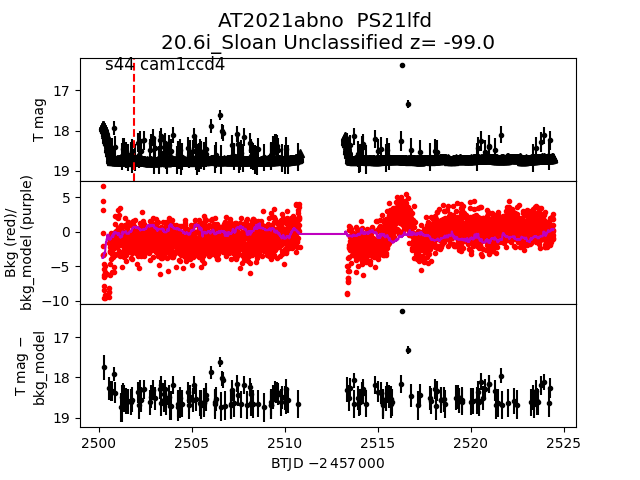 AT2021abno  PS21lfd
20.6i_Sloan Unclassified z= -99.0
s44 cam1ccd4
T mag
17
18
19
Bkg (red)/
bkg_model (purple)
5
0
−5
−10
T mag −
bkg_model
17
18
19
2500
2505
2510
2515
2520
2525
BTJD −2 457 000